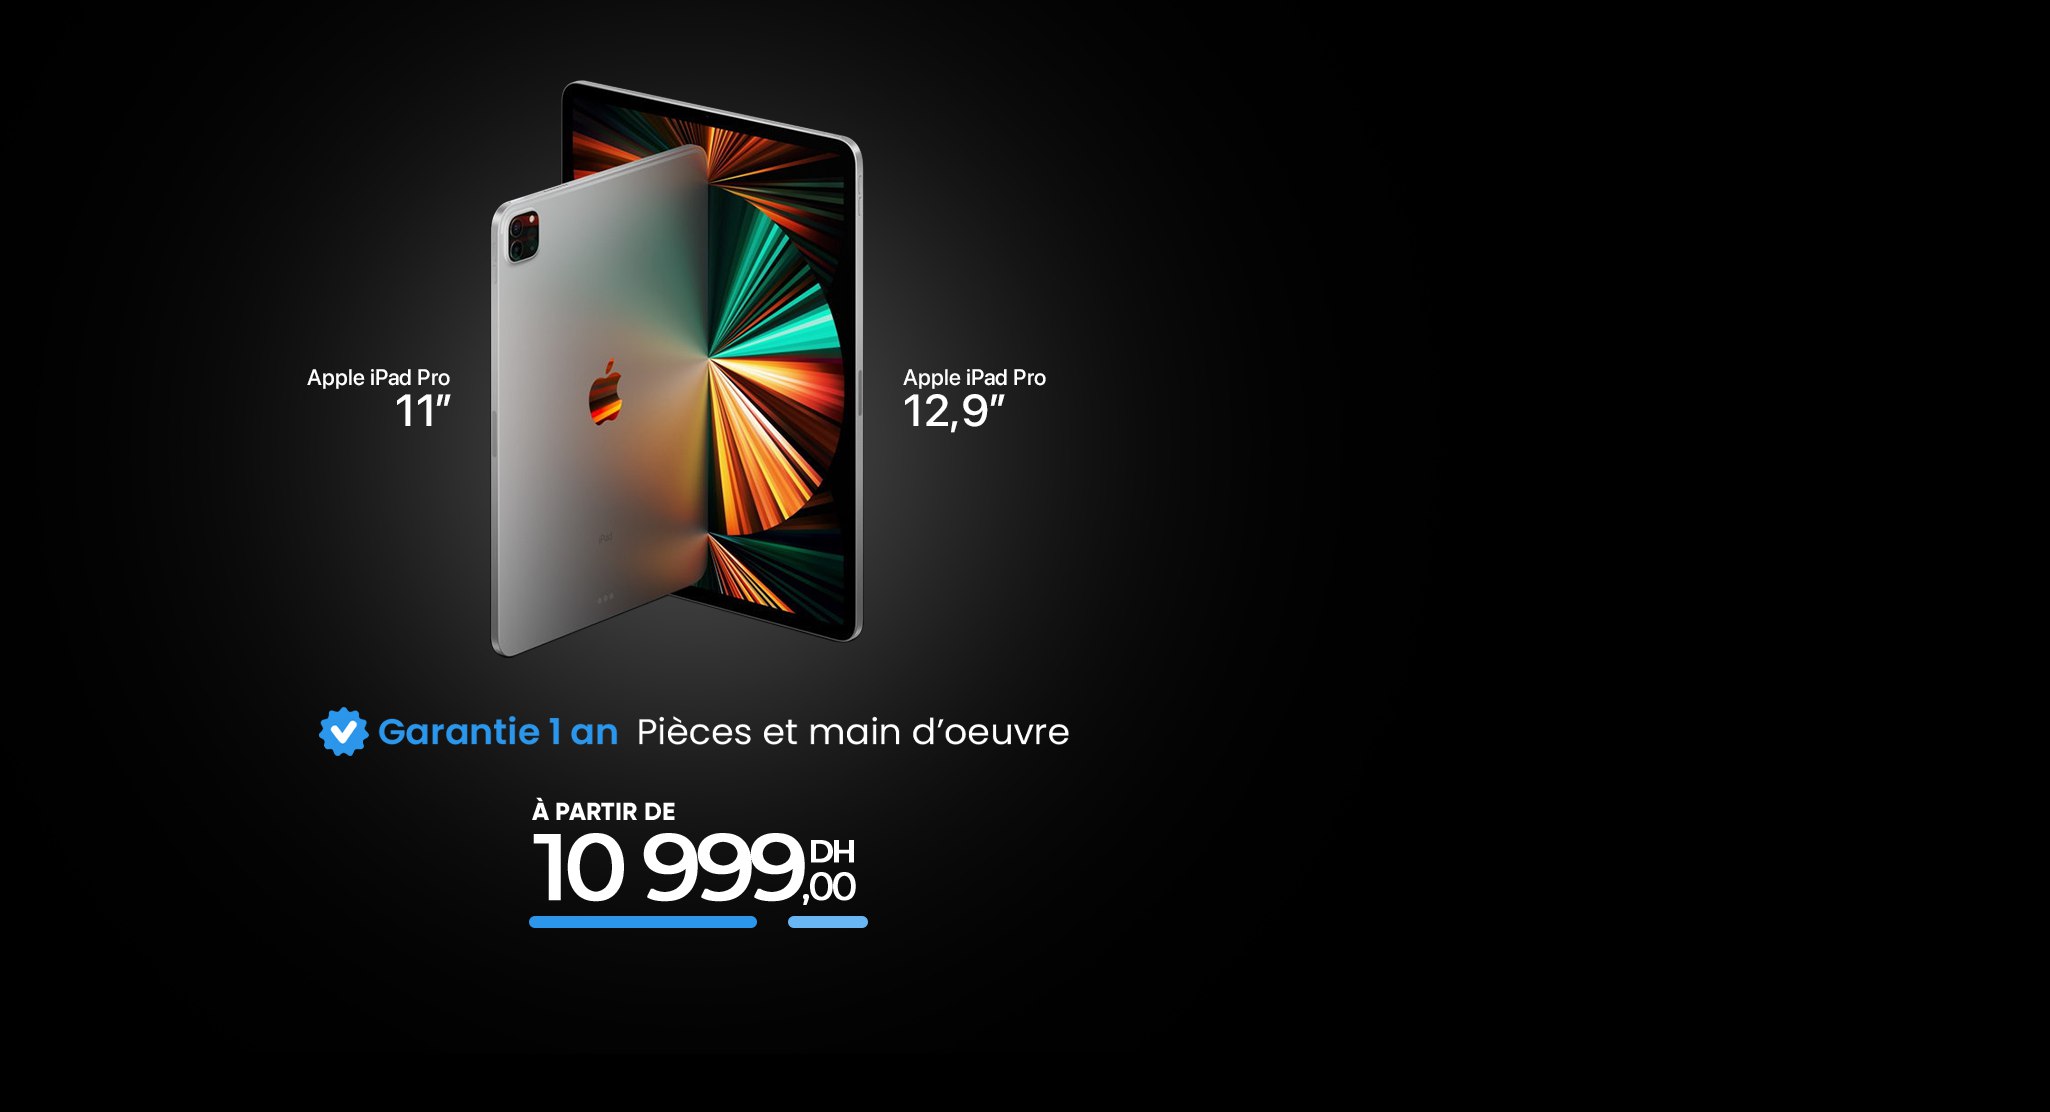 Apple iPad Pro
11”
Apple iPad Pro
12,9”
iPad
Garantie 1 an Pièces et main d’oeuvre
À PARTIR DE
10 999,00 DH